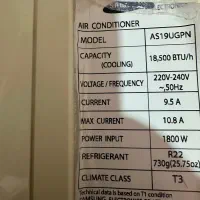 AIR CONDITIONER
MODEL AS19UGPN
CAPACITY (COOLING) 18,500 BTU/h
VOLTAGE / FREQUENCY 220V-240V ~,50Hz
CURRENT 9.5 A
MAX. CURRENT 10.8 A
POWER INPUT 1800 W
REFRIGERANT R22 730g(25.75oz)
CLIMATE CLASS T3
Technical data is based on T1 condition
SAMSUNG ELECTRONICS